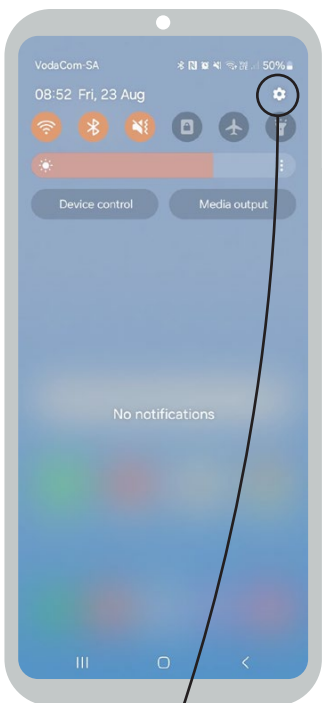 VodaCom-SA 50%
08:52 Fri, 23 Aug
Device control Media output
No notifications